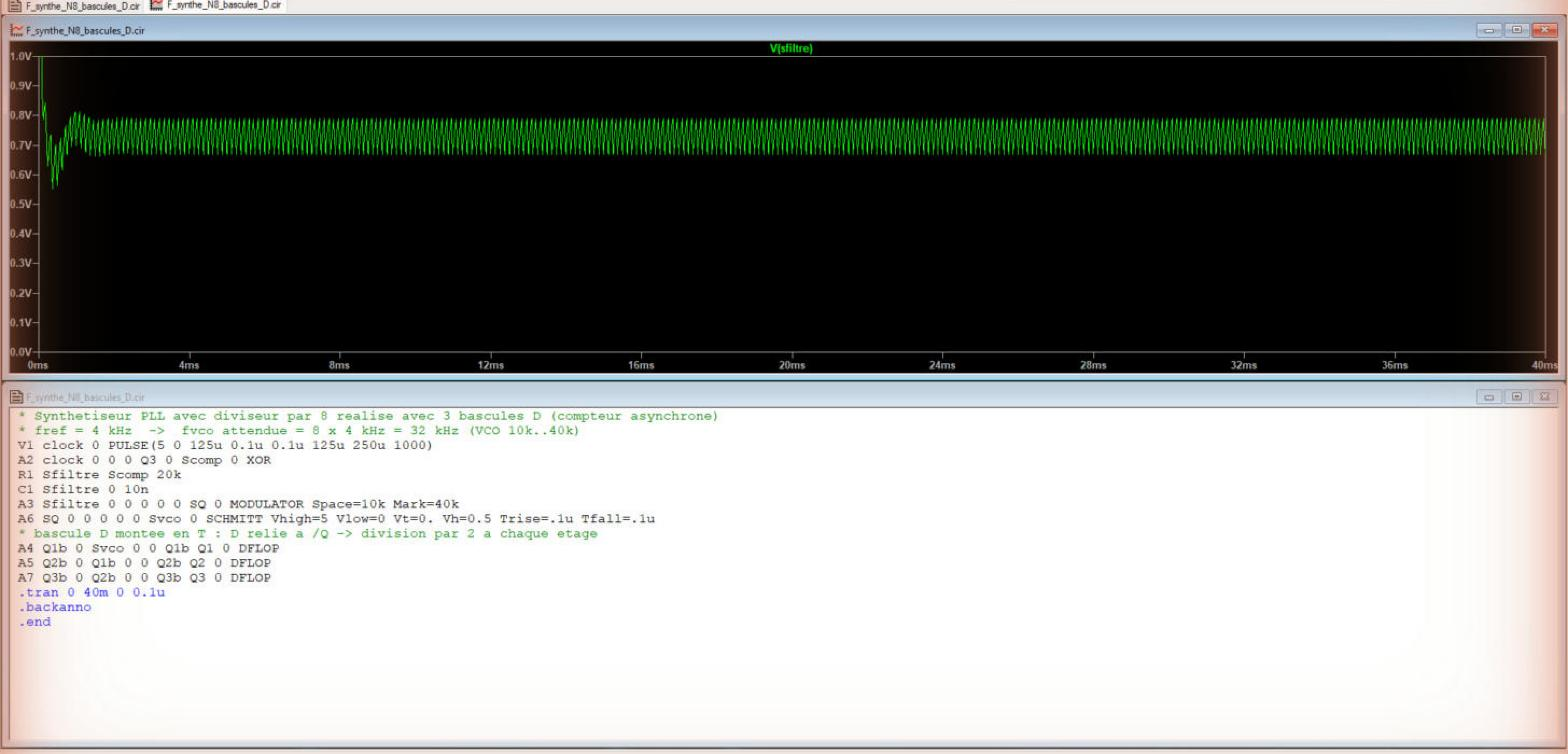 F_synthe_N8_bascules_D.cir F_synthe_N8_bascules_D.cir
F_synthe_N8_bascules_D.cir
V(sfiltre)
1.0V
0.9V
0.8V
0.7V
0.6V
0.5V
0.4V
0.3V
0.2V
0.1V
0.0V
0ms 4ms 8ms 12ms 16ms 20ms 24ms 28ms 32ms 36ms 40ms
F_synthe_N8_bascules_D.cir
* Synthetiseur PLL avec diviseur par 8 realise avec 3 bascules D (compteur asynchrone)
* fref = 4 kHz -> fvco attendue = 8 x 4 kHz = 32 kHz (VCO 10k..40k)
V1 clock 0 PULSE(5 0 125u 0.1u 0.1u 125u 250u 1000)
A2 clock 0 0 0 Q3 0 Scomp 0 XOR
R1 Sfiltre Scomp 20k
C1 Sfiltre 0 10n
A3 Sfiltre 0 0 0 0 0 SQ 0 MODULATOR Space=10k Mark=40k
A6 SQ 0 0 0 0 0 Svco 0 SCHMITT Vhigh=5 Vlow=0 Vt=0. Vh=0.5 Trise=.1u Tfall=.1u
* bascule D montee en T : D relie a /Q -> division par 2 a chaque etage
A4 Q1b 0 Svco 0 0 Q1b Q1 0 DFLOP
A5 Q2b 0 Q1b 0 0 Q2b Q2 0 DFLOP
A7 Q3b 0 Q2b 0 0 Q3b Q3 0 DFLOP
.tran 0 40m 0 0.1u
.backanno
.end